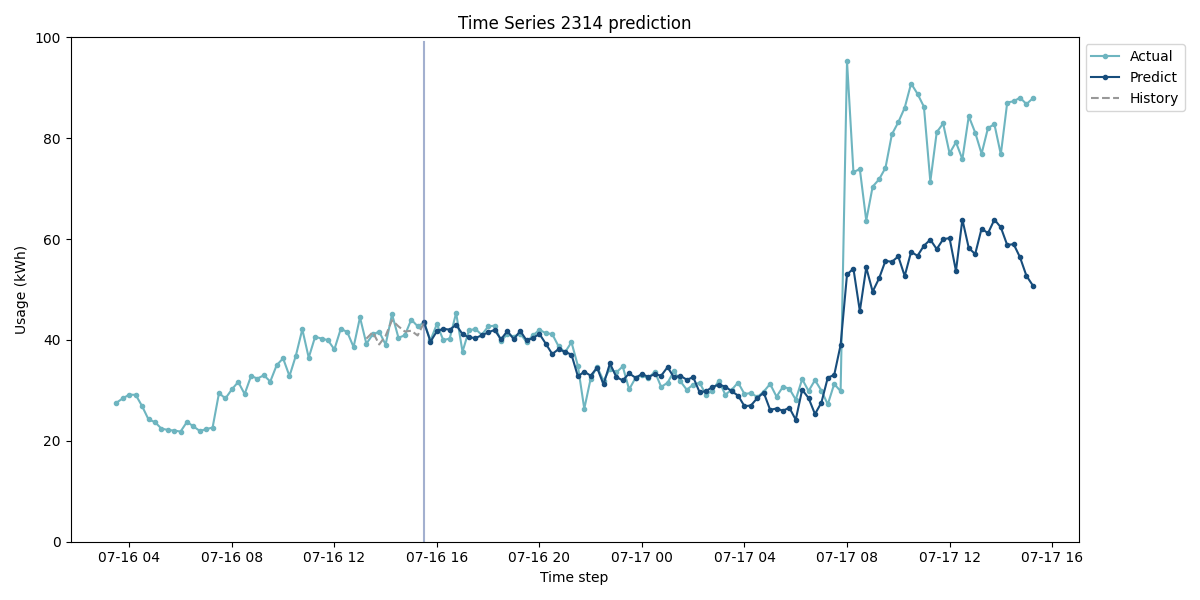 Time Series 2314 prediction
100
80
60
40
20
0
Usage (kWh)
07-16 04
07-16 08
07-16 12
07-16 16
07-16 20
07-17 00
07-17 04
07-17 08
07-17 12
07-17 16
Time step
Actual
Predict
History